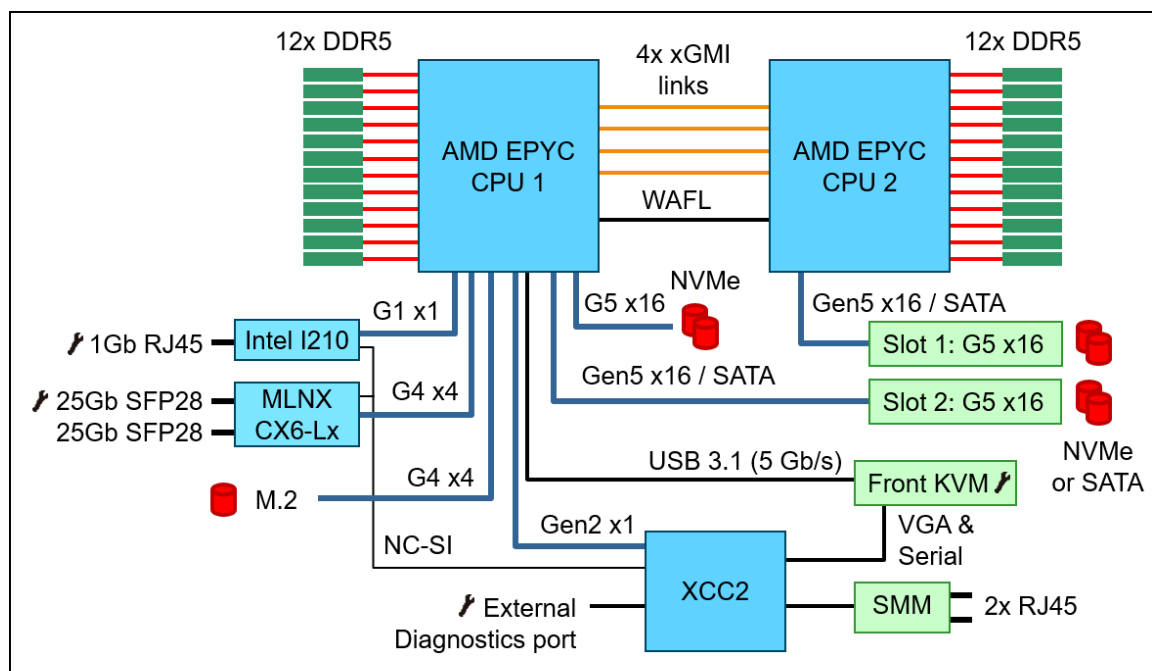 12x DDR5
4x xGMI
links
12x DDR5
AMD EPYC
CPU 1
AMD EPYC
CPU 2
WAFL
NVMe
G1 x1
G5 x16
Gen5 x16 / SATA
1Gb RJ45
Intel I210
Slot 1: G5 x16
Gen5 x16 / SATA
G4 x4
25Gb SFP28
25Gb SFP28
MLNX
CX6-Lx
Slot 2: G5 x16
NVMe
or SATA
USB 3.1 (5 Gb/s)
G4 x4
M.2
Front KVM
Gen2 x1
VGA &
Serial
NC-SI
XCC2
External
Diagnostics port
SMM
2x RJ45